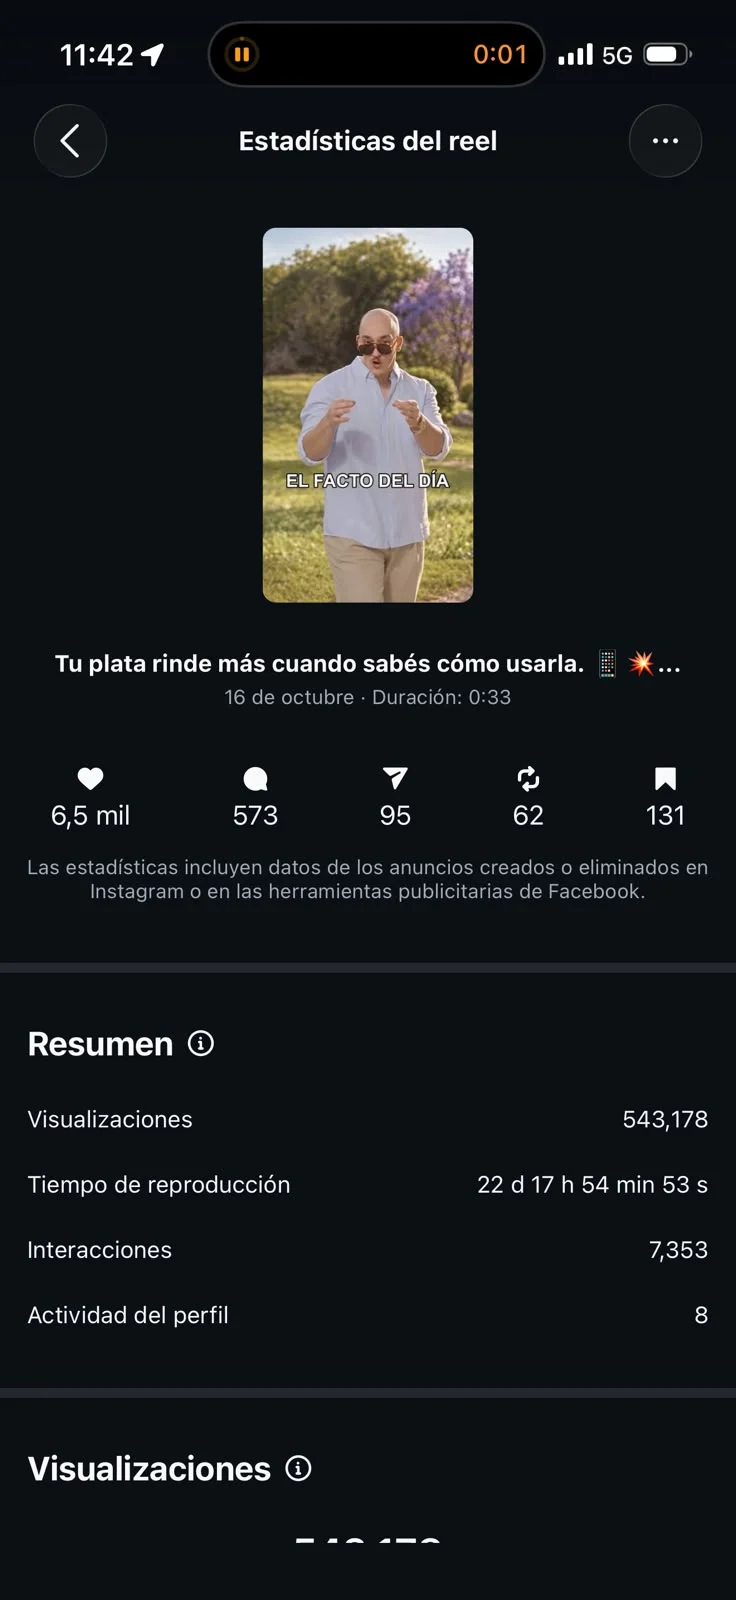 11:42
0:01
5G
Estadísticas del reel
EL FACTO DEL DÍA
Tu plata rinde más cuando sabés cómo usarla. 📱 💥...
16 de octubre · Duración: 0:33
6,5 mil
573
95
62
131
Las estadísticas incluyen datos de los anuncios creados o eliminados en
Instagram o en las herramientas publicitarias de Facebook.
Resumen
Visualizaciones
543,178
Tiempo de reproducción
22 d 17 h 54 min 53 s
Interacciones
7,353
Actividad del perfil
8
Visualizaciones